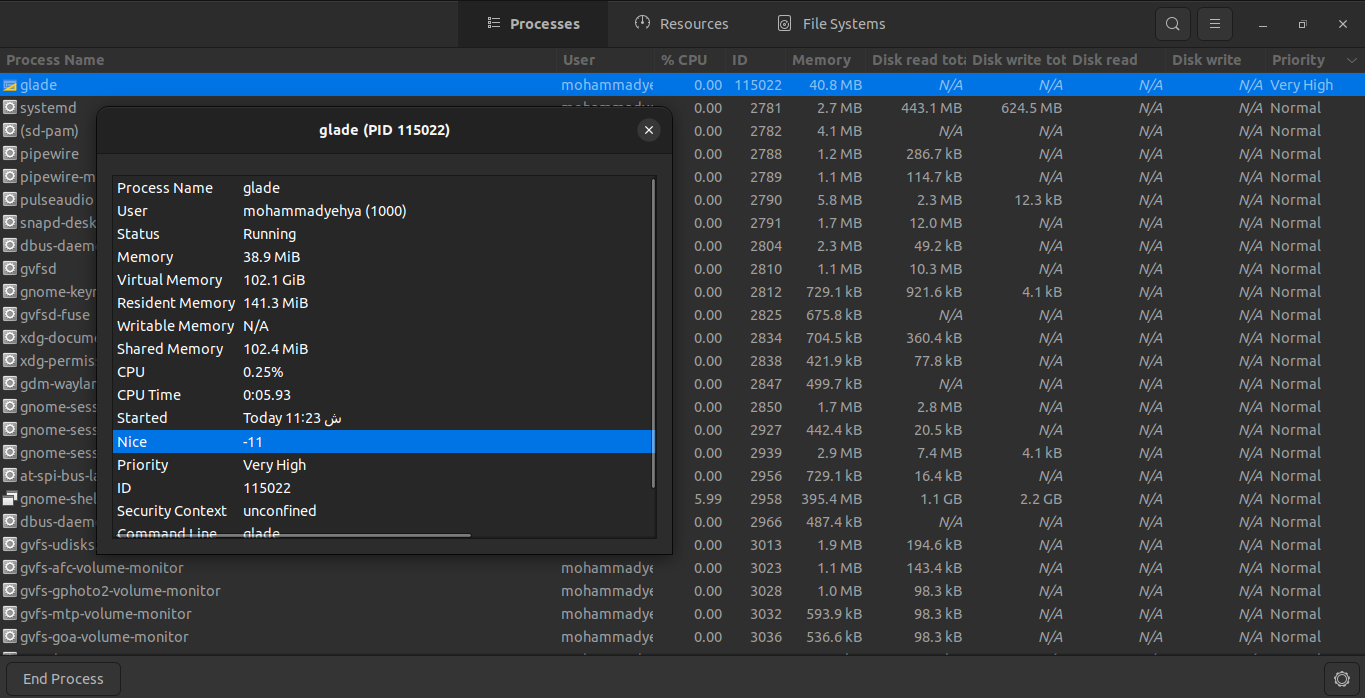 Processes Resources File Systems
Process Name User % CPU ID Memory Disk read tota Disk write tot Disk read Disk write Priority
glade mohammadye 0.00 115022 40.8 MB N/A N/A N/A N/A Very High
systemd 0.00 2781 2.7 MB 443.1 MB 624.5 MB N/A N/A Normal
(sd-pam) 0.00 2782 4.1 MB N/A N/A N/A N/A Normal
pipewire 0.00 2788 1.2 MB 286.7 kB N/A N/A N/A Normal
pipewire-m 0.00 2789 1.1 MB 114.7 kB N/A N/A N/A Normal
pulseaudio 0.00 2790 5.8 MB 2.3 MB 12.3 kB N/A N/A Normal
snapd-desk 0.00 2791 1.7 MB 12.0 MB N/A N/A N/A Normal
dbus-daem 0.00 2804 2.3 MB 49.2 kB N/A N/A N/A Normal
gvfsd 0.00 2810 1.1 MB 10.3 MB N/A N/A N/A Normal
gnome-keyr 0.00 2812 729.1 kB 921.6 kB 4.1 kB N/A N/A Normal
gvfsd-fuse 0.00 2825 675.8 kB N/A N/A N/A N/A Normal
xdg-docume 0.00 2834 704.5 kB 360.4 kB N/A N/A N/A Normal
xdg-permis 0.00 2838 421.9 kB 77.8 kB N/A N/A N/A Normal
gdm-waylan 0.00 2847 499.7 kB N/A N/A N/A N/A Normal
gnome-sess 0.00 2850 1.7 MB 2.8 MB N/A N/A N/A Normal
gnome-sess 0.00 2927 442.4 kB 20.5 kB N/A N/A N/A Normal
gnome-sess 0.00 2939 2.9 MB 7.4 MB 4.1 kB N/A N/A Normal
at-spi-bus-la 0.00 2956 729.1 kB 16.4 kB N/A N/A N/A Normal
gnome-shel 5.99 2958 395.4 MB 1.1 GB 2.2 GB N/A N/A Normal
dbus-daem 0.00 2966 487.4 kB N/A N/A N/A N/A Normal
gvfs-udisks 0.00 3013 1.9 MB 194.6 kB N/A N/A N/A Normal
gvfs-afc-volume-monitor mohammadye 0.00 3023 1.1 MB 143.4 kB N/A N/A N/A Normal
gvfs-gphoto2-volume-monitor mohammadye 0.00 3028 1.0 MB 98.3 kB N/A N/A N/A Normal
gvfs-mtp-volume-monitor mohammadye 0.00 3032 593.9 kB 98.3 kB N/A N/A N/A Normal
gvfs-goa-volume-monitor mohammadye 0.00 3036 536.6 kB 98.3 kB N/A N/A N/A Normal
glade (PID 115022)
Process Name glade
User mohammadyehya (1000)
Status Running
Memory 38.9 MiB
Virtual Memory 102.1 GiB
Resident Memory 141.3 MiB
Writable Memory N/A
Shared Memory 102.4 MiB
CPU 0.25%
CPU Time 0:05.93
Started Today 11:23 ش
Nice -11
Priority Very High
ID 115022
Security Context unconfined
Command Line glade
End Process